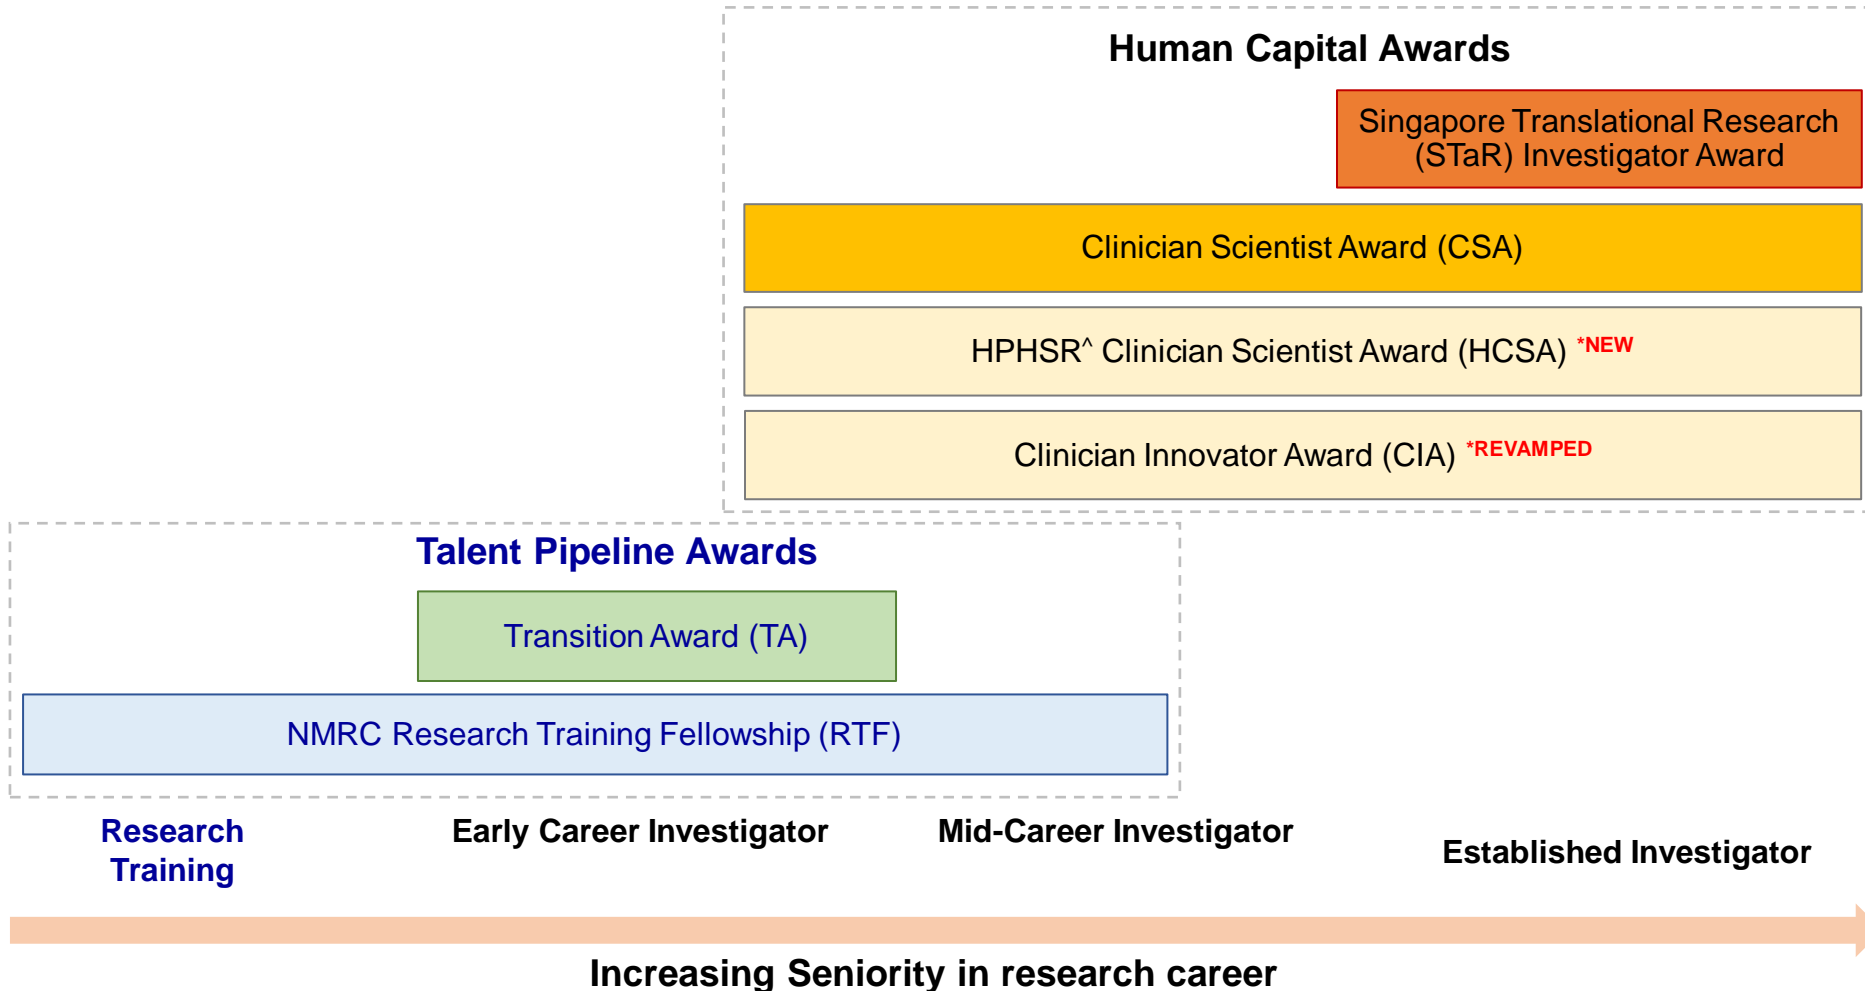 Human Capital Awards
Singapore Translational Research
(STaR) Investigator Award
Clinician Scientist Award (CSA)
HPHSR^ Clinician Scientist Award (HCSA) *NEW
Clinician Innovator Award (CIA) *REVAMPED
Talent Pipeline Awards
Transition Award (TA)
NMRC Research Training Fellowship (RTF)
Research
Training
Early Career Investigator
Mid-Career Investigator
Established Investigator
Increasing Seniority in research career